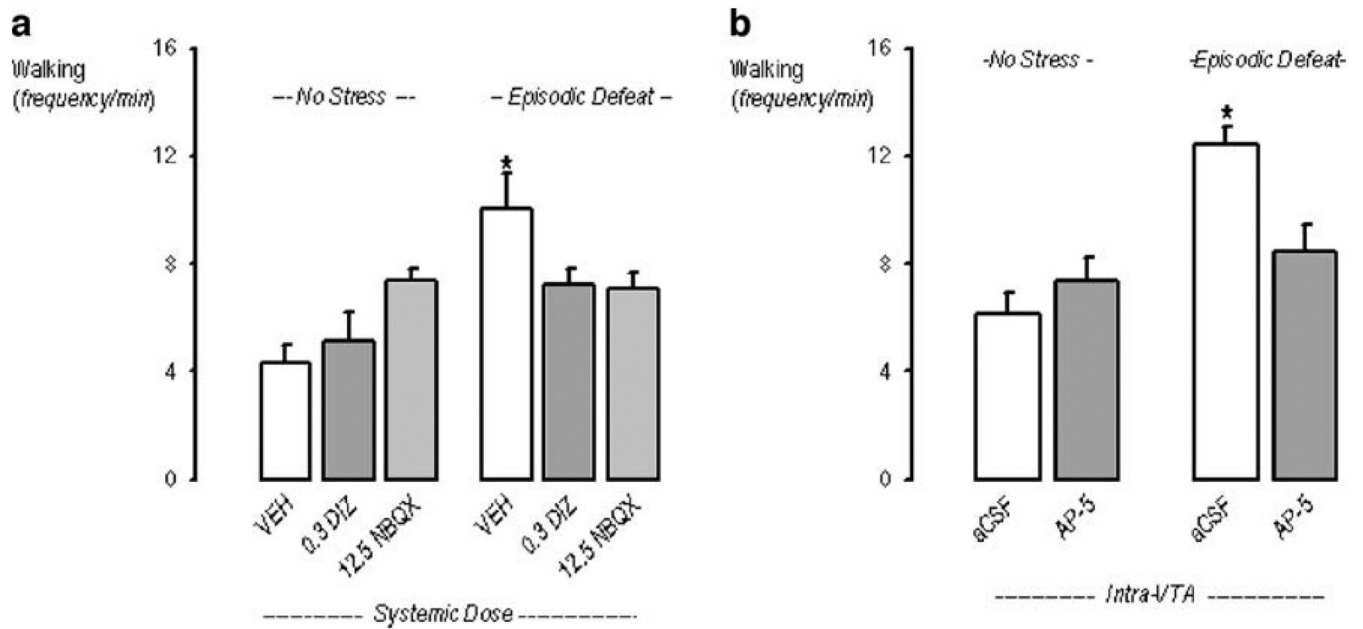 a
16
Walking
(frequency/min)
--- No Stress ---
-- Episodic Defeat --
*
12
8
4
0
VEH
0.3 DIZ
12.5 NBQX
VEH
0.3 DIZ
12.5 NBQX
--------- Systemic Dose ------------
b
16
Walking
(frequency/min)
-No Stress -
-Episodic Defeat-
*
12
8
4
0
aCSF
AP-5
aCSF
AP-5
---------- Intra-VTA -----------